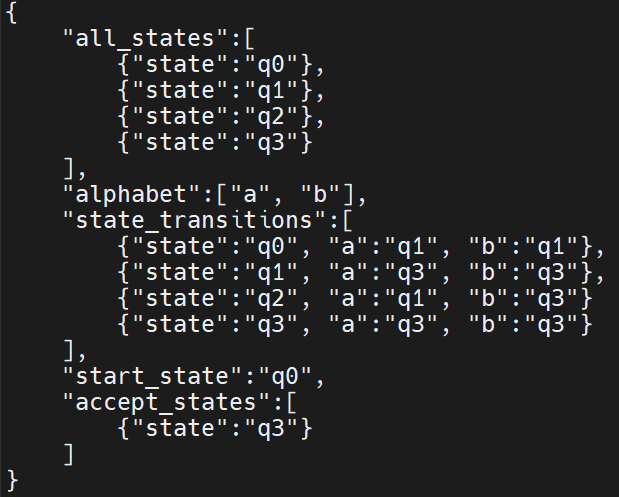 {
    "all_states":[
        {"state":"q0"},
        {"state":"q1"},
        {"state":"q2"},
        {"state":"q3"}
    ],
    "alphabet":["a", "b"],
    "state_transitions":[
        {"state":"q0", "a":"q1", "b":"q1"},
        {"state":"q1", "a":"q3", "b":"q3"},
        {"state":"q2", "a":"q1", "b":"q3"}
        {"state":"q3", "a":"q3", "b":"q3"}
    ],
    "start_state":"q0",
    "accept_states":[
        {"state":"q3"}
    ]
}